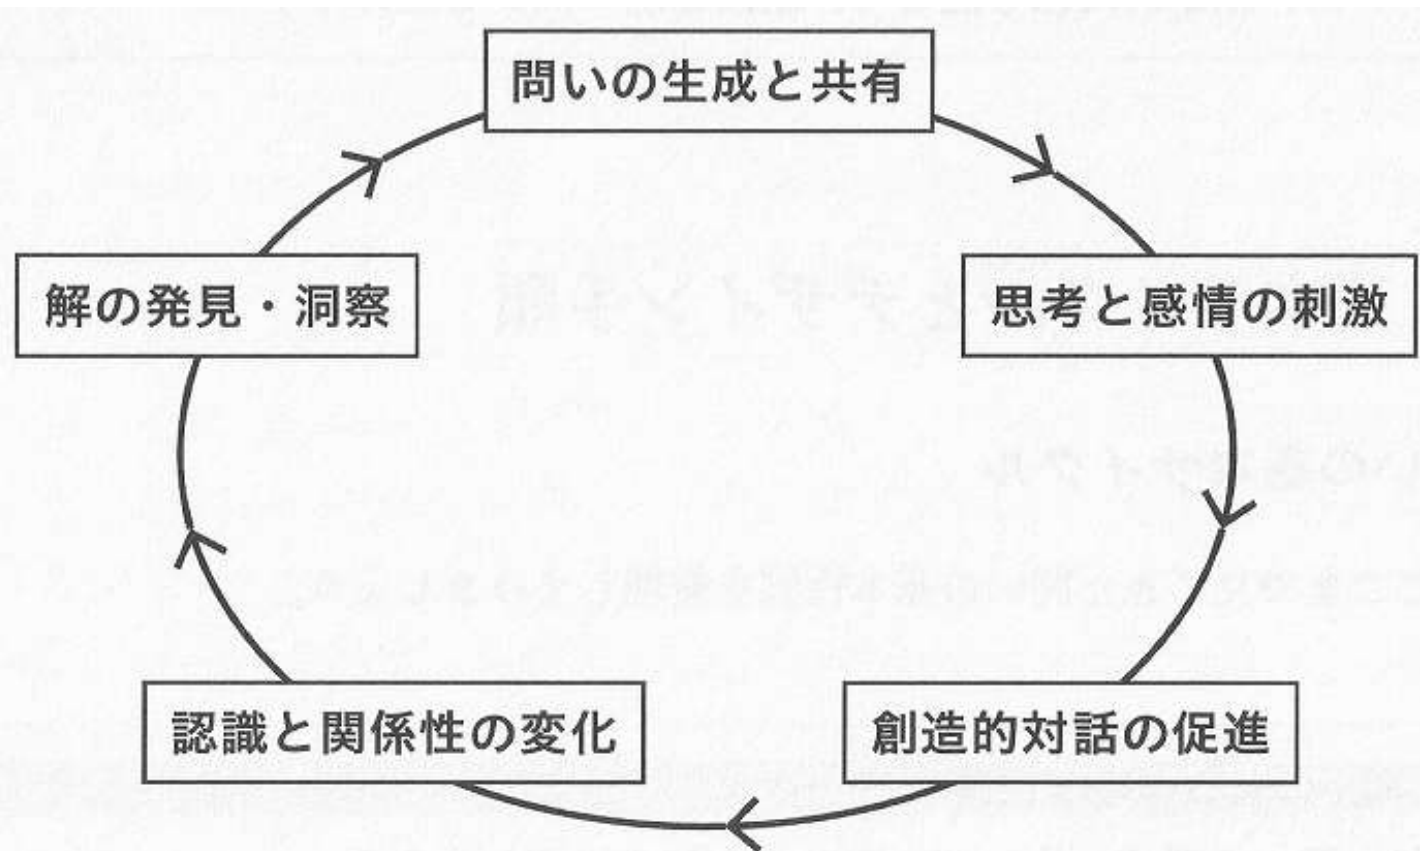 問いの生成と共有
思考と感情の刺激
創造的対話の促進
認識と関係性の変化
解の発見・洞察